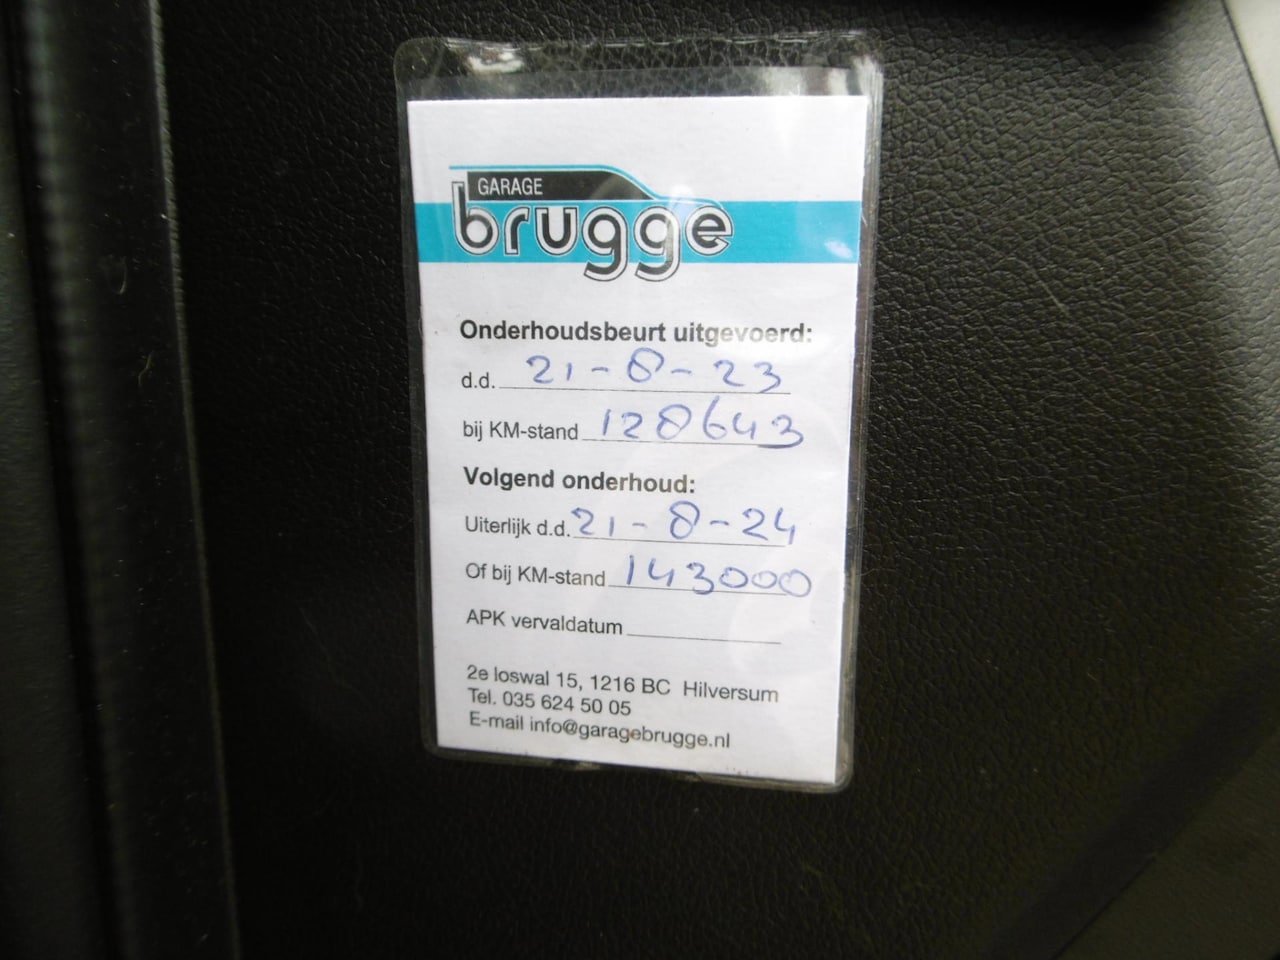 GARAGE
brugge
Onderhoudsbeurt uitgevoerd:
d.d. 21-8-23
bij KM-stand 128643
Volgend onderhoud:
Uiterlijk d.d. 21-8-24
Of bij KM-stand 143000
APK vervaldatum
2e loswal 15, 1216 BC Hilversum
Tel. 035 624 50 05
E-mail info@garagebrugge.nl